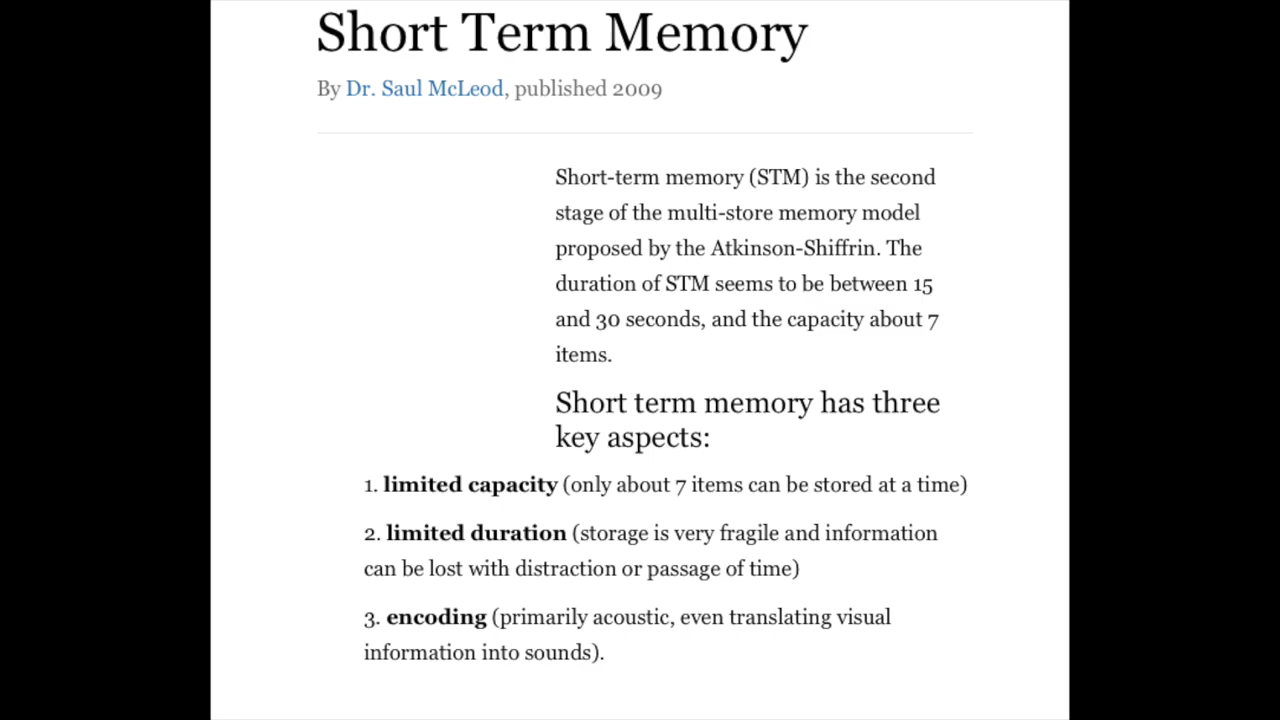 Short Term Memory
By Dr. Saul McLeod, published 2009
Short-term memory (STM) is the second
stage of the multi-store memory model
proposed by the Atkinson-Shiffrin. The
duration of STM seems to be between 15
and 30 seconds, and the capacity about 7
items.
Short term memory has three
key aspects:
1. limited capacity (only about 7 items can be stored at a time)
2. limited duration (storage is very fragile and information
can be lost with distraction or passage of time)
3. encoding (primarily acoustic, even translating visual
information into sounds).